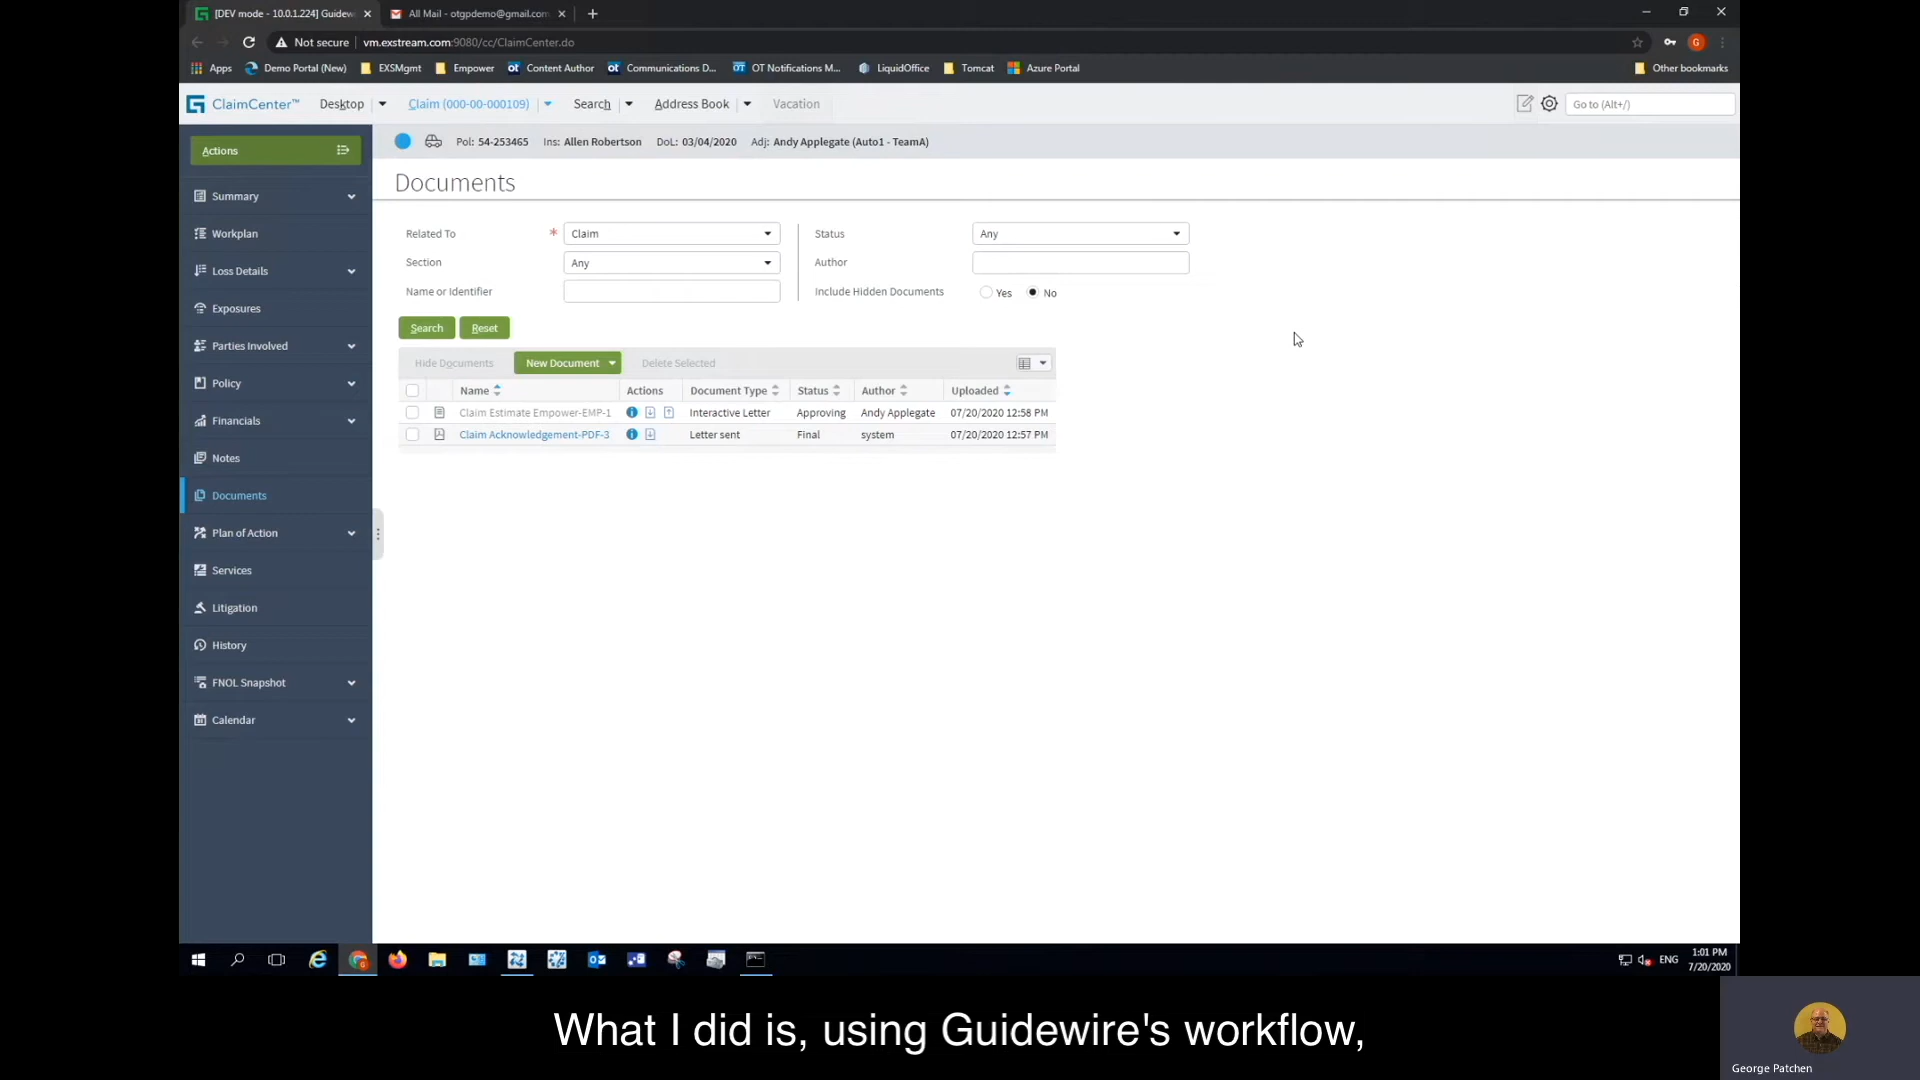 [DEV mode - 10.0.1.224] Guidew
All Mail - otgpdemo@gmail.com
Not secure
vm.exstream.com:9080/cc/ClaimCenter.do
Apps
Demo Portal (New)
EXSMgmt
Empower
Content Author
Communications D...
OT Notifications M...
LiquidOffice
Tomcat
Azure Portal
Other bookmarks
ClaimCenter™
Desktop
Claim (000-00-000109)
Search
Address Book
Vacation
Go to (Alt+/)
Actions
Pol: 54-253465 Ins: Allen Robertson DoL: 03/04/2020 Adj: Andy Applegate (Auto1 - TeamA)
Summary
Workplan
Loss Details
Exposures
Parties Involved
Policy
Financials
Notes
Documents
Plan of Action
Services
Litigation
History
FNOL Snapshot
Calendar
Documents
Related To * Claim
Section Any
Name or Identifier
Status Any
Author
Include Hidden Documents Yes No
Search Reset
Hide Documents New Document Delete Selected
Name Actions Document Type Status Author Uploaded
Claim Estimate Empower-EMP-1 Interactive Letter Approving Andy Applegate 07/20/2020 12:58 PM
Claim Acknowledgement-PDF-3 Letter sent Final system 07/20/2020 12:57 PM
ENG
1:01 PM
7/20/2020
What I did is, using Guidewire's workflow,
George Patchen